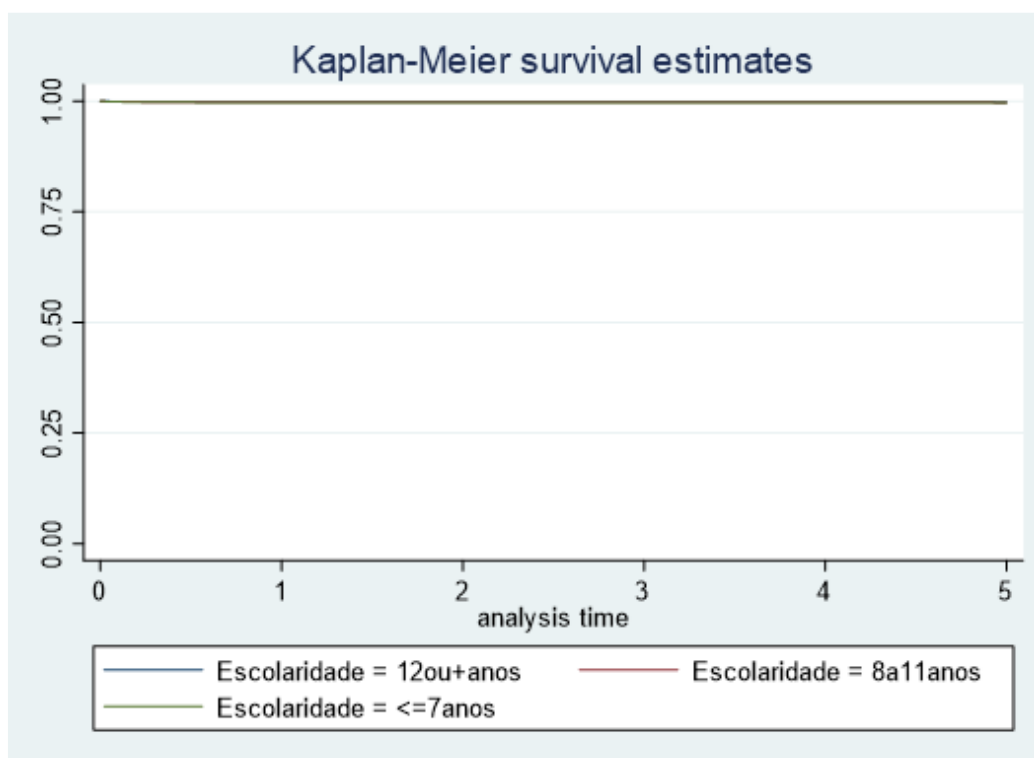 Kaplan-Meier survival estimates
1.00
0.75
0.50
0.25
0.00
0 1 2 3 4 5
analysis time
Escolaridade = 12ou+anos Escolaridade = 8a11anos
Escolaridade = <=7anos